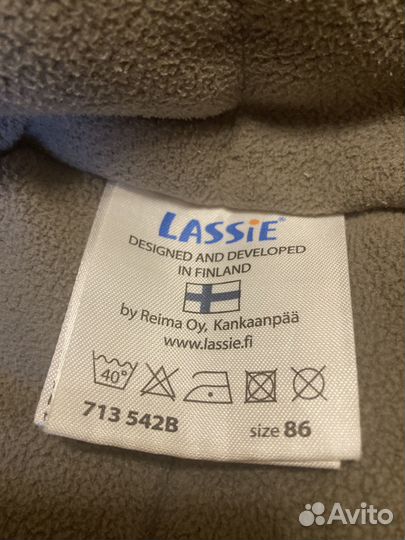 LASSiE®
DESIGNED AND DEVELOPED
IN FINLAND
by Reima Oy, Kankaanpää
www.lassie.fi
40°
713 542B size 86
Avito